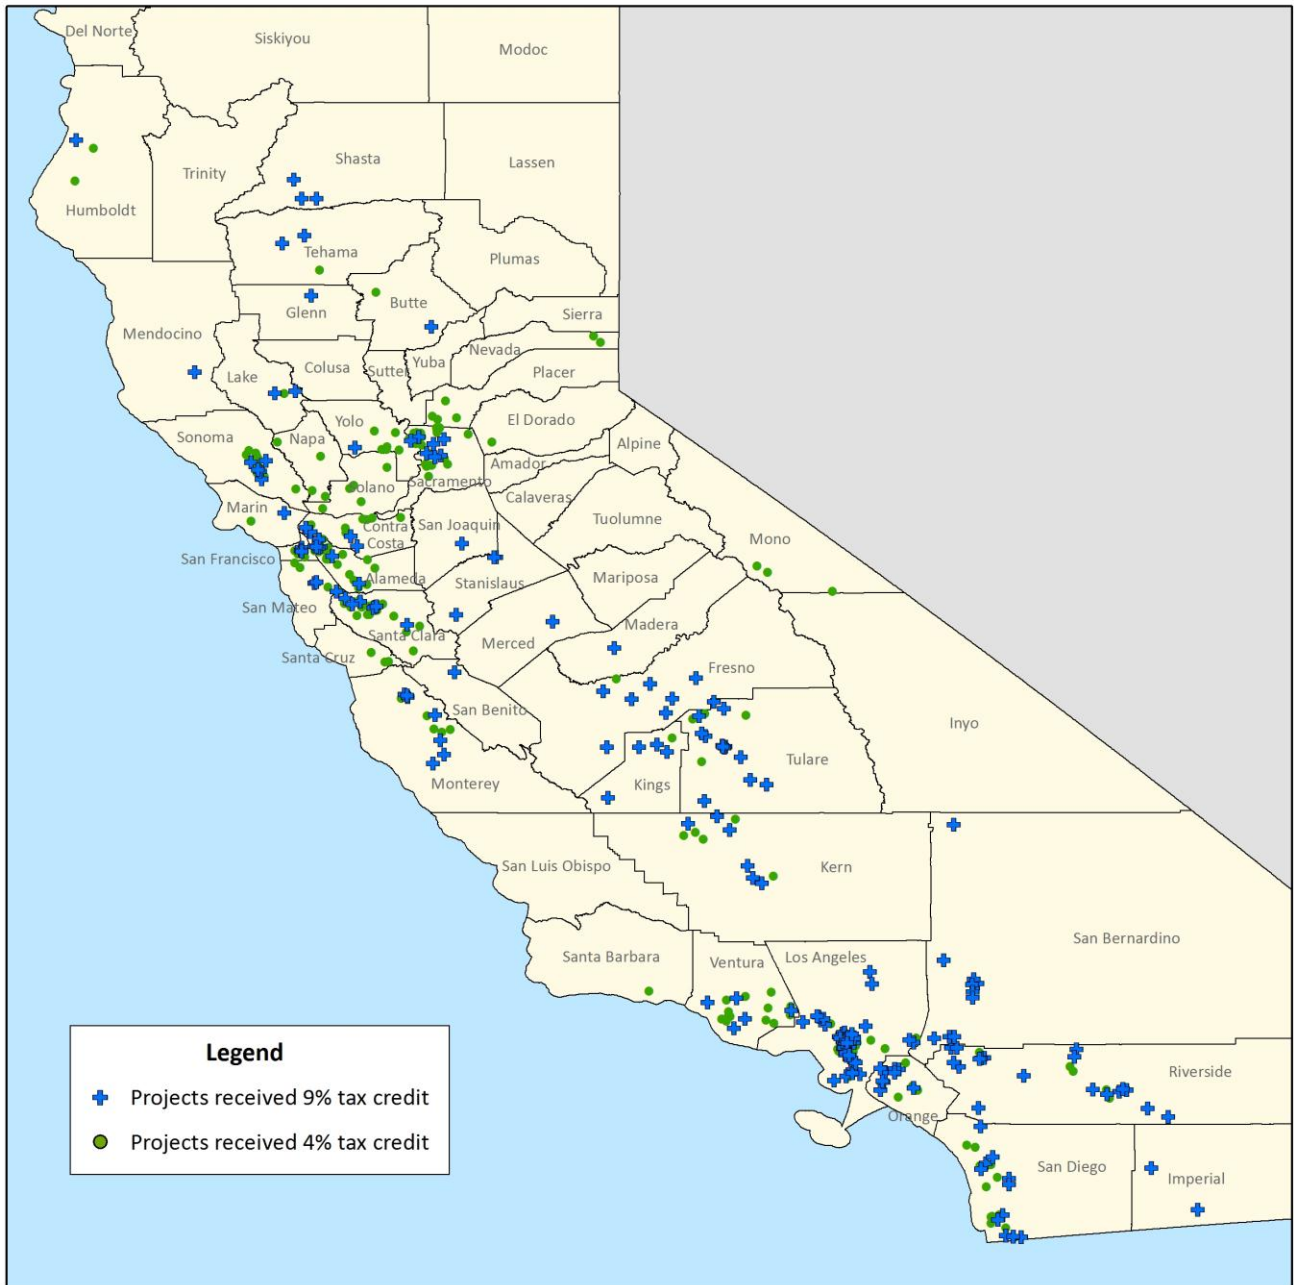 Del Norte
Siskiyou
Modoc
Shasta
Lassen
Trinity
Humboldt
Tehama
Plumas
Butte
Glenn
Sierra
Mendocino
Nevada
Yuba
Colusa
Sutter
Lake
Placer
Yolo
El Dorado
Sonoma
Napa
Alpine
Amador
Sacramento
Solano
Calaveras
Marin
Tuolumne
Contra
Costa
San Joaquin
Mono
San Francisco
Alameda
Stanislaus
Mariposa
San Mateo
Madera
Santa Clara
Merced
Santa Cruz
Fresno
San Benito
Inyo
Tulare
Kings
Monterey
San Luis Obispo
Kern
San Bernardino
Santa Barbara
Ventura
Los Angeles
Riverside
Orange
San Diego
Imperial
Legend
Projects received 9% tax credit
Projects received 4% tax credit